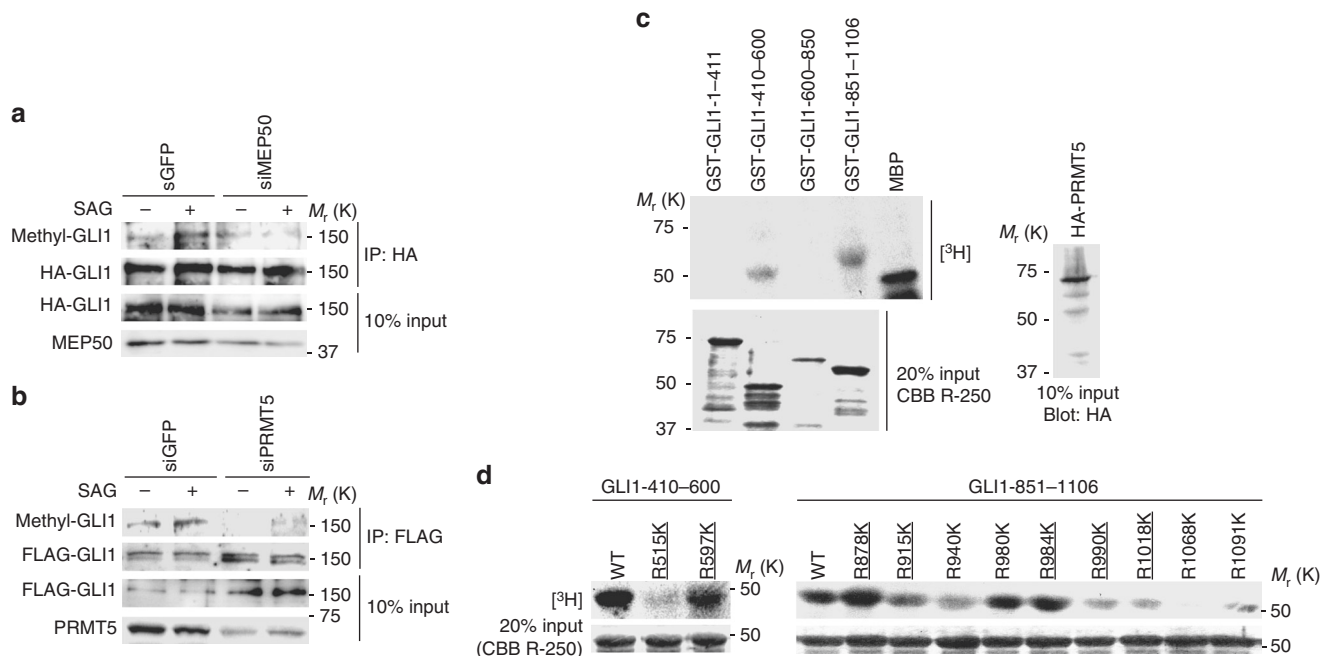 a
sGFP
siMEP50
SAG – + – + Mr (K)
Methyl-GLI1 - 150
HA-GLI1 - 150
IP: HA
HA-GLI1 - 150
MEP50 - 37
10% input
b
siGFP
siPRMT5
SAG – + – + Mr (K)
Methyl-GLI1 - 150
FLAG-GLI1 - 150
IP: FLAG
FLAG-GLI1 - 150
75
PRMT5
10% input
c
GST-GLI1-1–411
GST-GLI1-410–600
GST-GLI1-600–850
GST-GLI1-851–1106
MBP
Mr (K)
75 -
50 -
[³H]
75 -
50 -
37 -
20% input
CBB R-250
HA-PRMT5
Mr (K)
75 -
50 -
37 -
10% input
Blot: HA
d
GLI1-410–600
WT
R515K
R597K
Mr (K)
[³H] 50
20% input
(CBB R-250)
- 50
GLI1-851–1106
WT
R878K
R915K
R940K
R980K
R984K
R990K
R1018K
R1068K
R1091K
Mr (K)
50
- 50